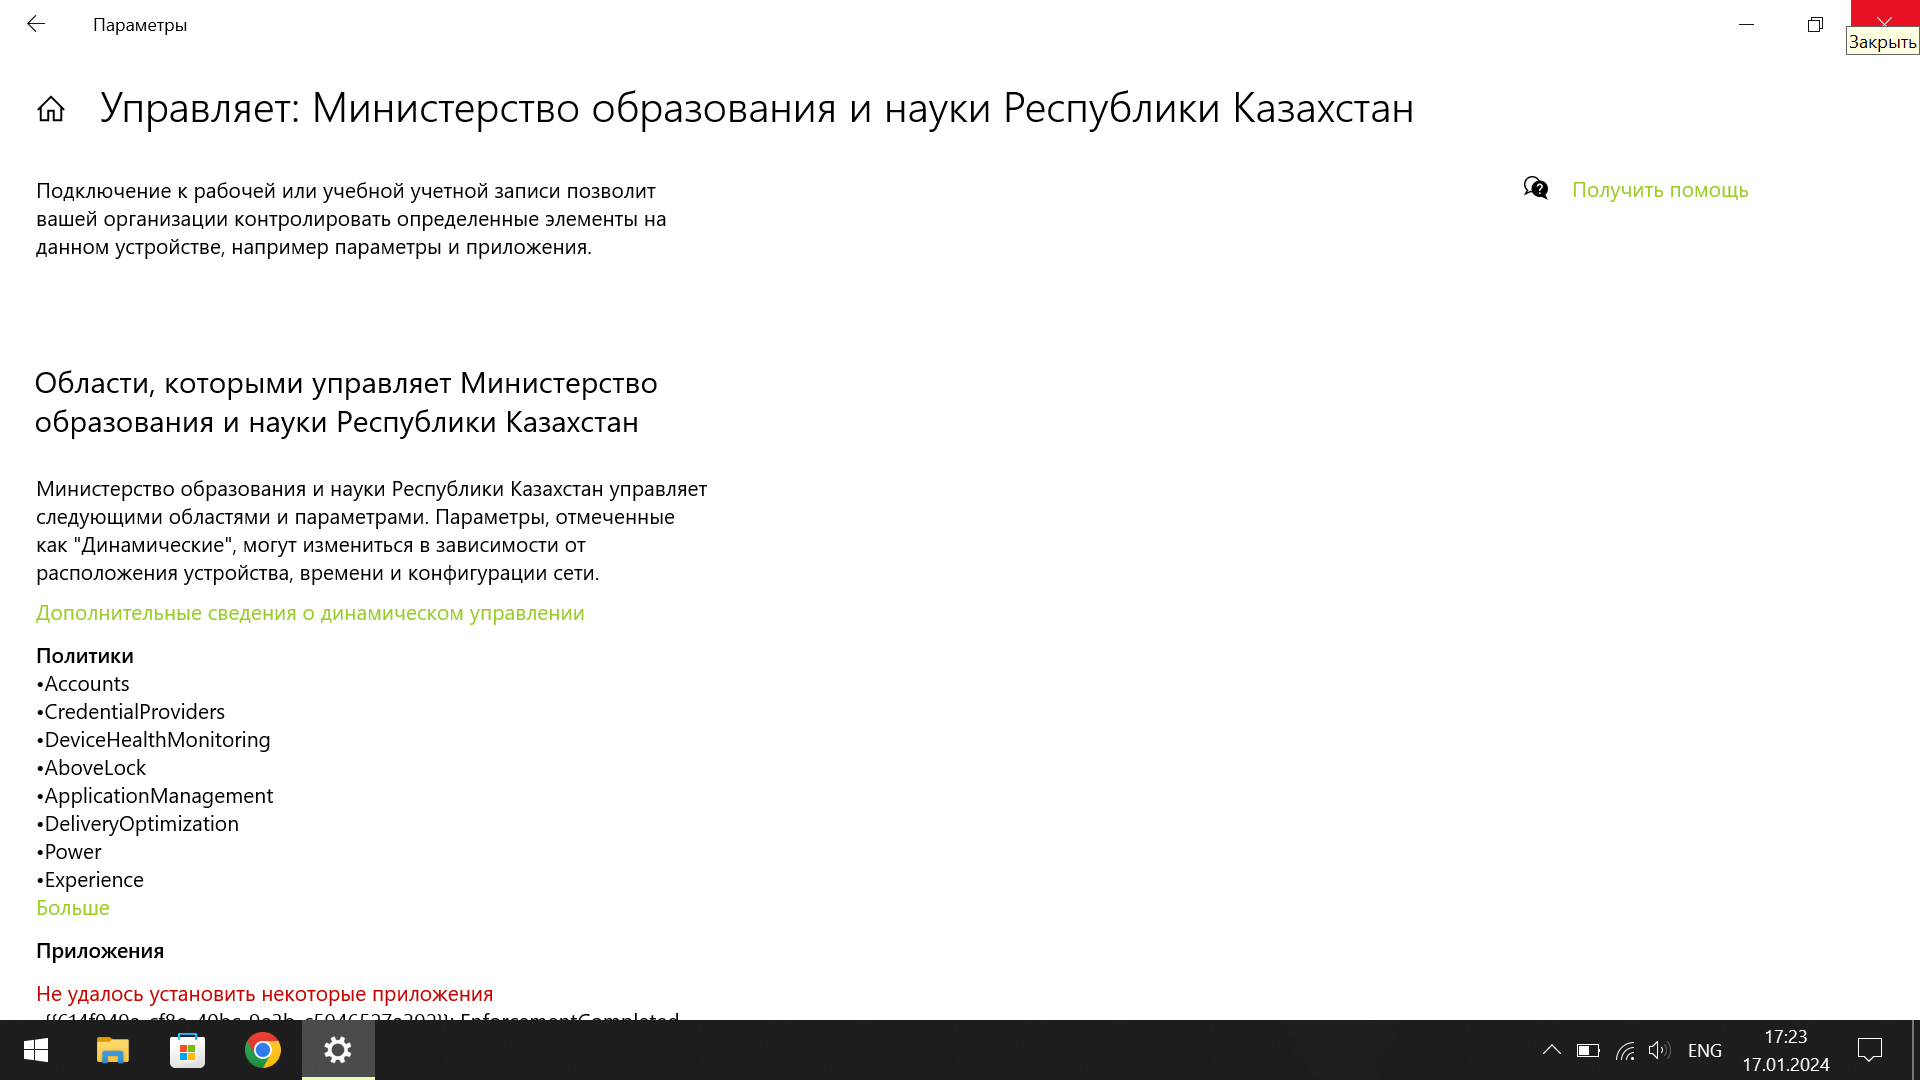 Параметры
Закрыть
Управляет: Министерство образования и науки Республики Казахстан
Подключение к рабочей или учебной учетной записи позволит
вашей организации контролировать определенные элементы на
данном устройстве, например параметры и приложения.
Получить помощь
Области, которыми управляет Министерство
образования и науки Республики Казахстан
Министерство образования и науки Республики Казахстан управляет
следующими областями и параметрами. Параметры, отмеченные
как "Динамические", могут измениться в зависимости от
расположения устройства, времени и конфигурации сети.
Дополнительные сведения о динамическом управлении
Политики
•Accounts
•CredentialProviders
•DeviceHealthMonitoring
•AboveLock
•ApplicationManagement
•DeliveryOptimization
•Power
•Experience
Больше
Приложения
Не удалось установить некоторые приложения
EnforcementCompleted
ENG
17:23
17.01.2024